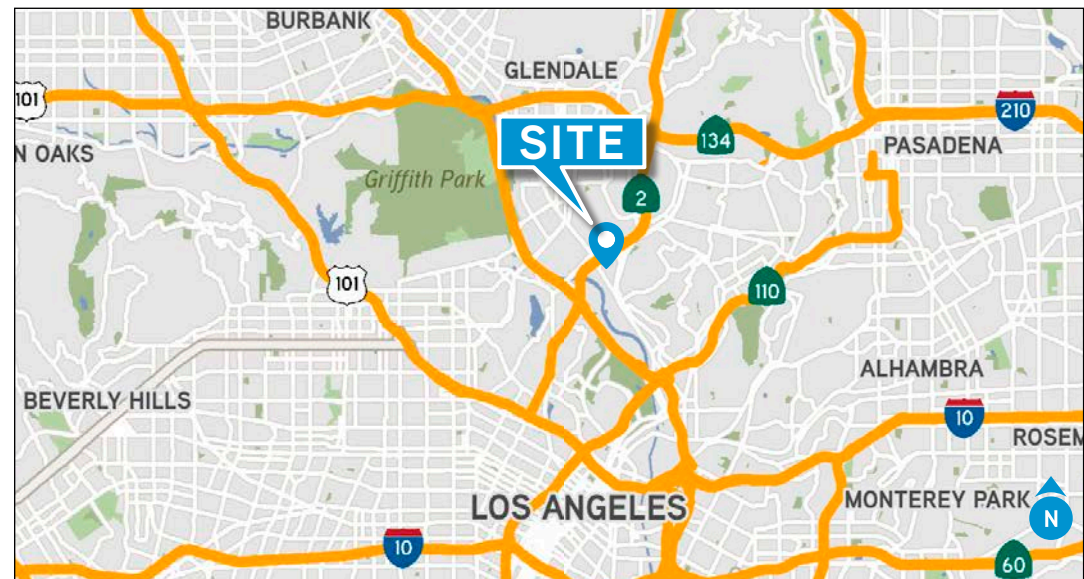 BURBANK
GLENDALE
101
210
134
N OAKS
SITE
PASADENA
Griffith Park
2
101
110
ALHAMBRA
BEVERLY HILLS
10
ROSEM
LOS ANGELES
MONTEREY PARK
N
10
60